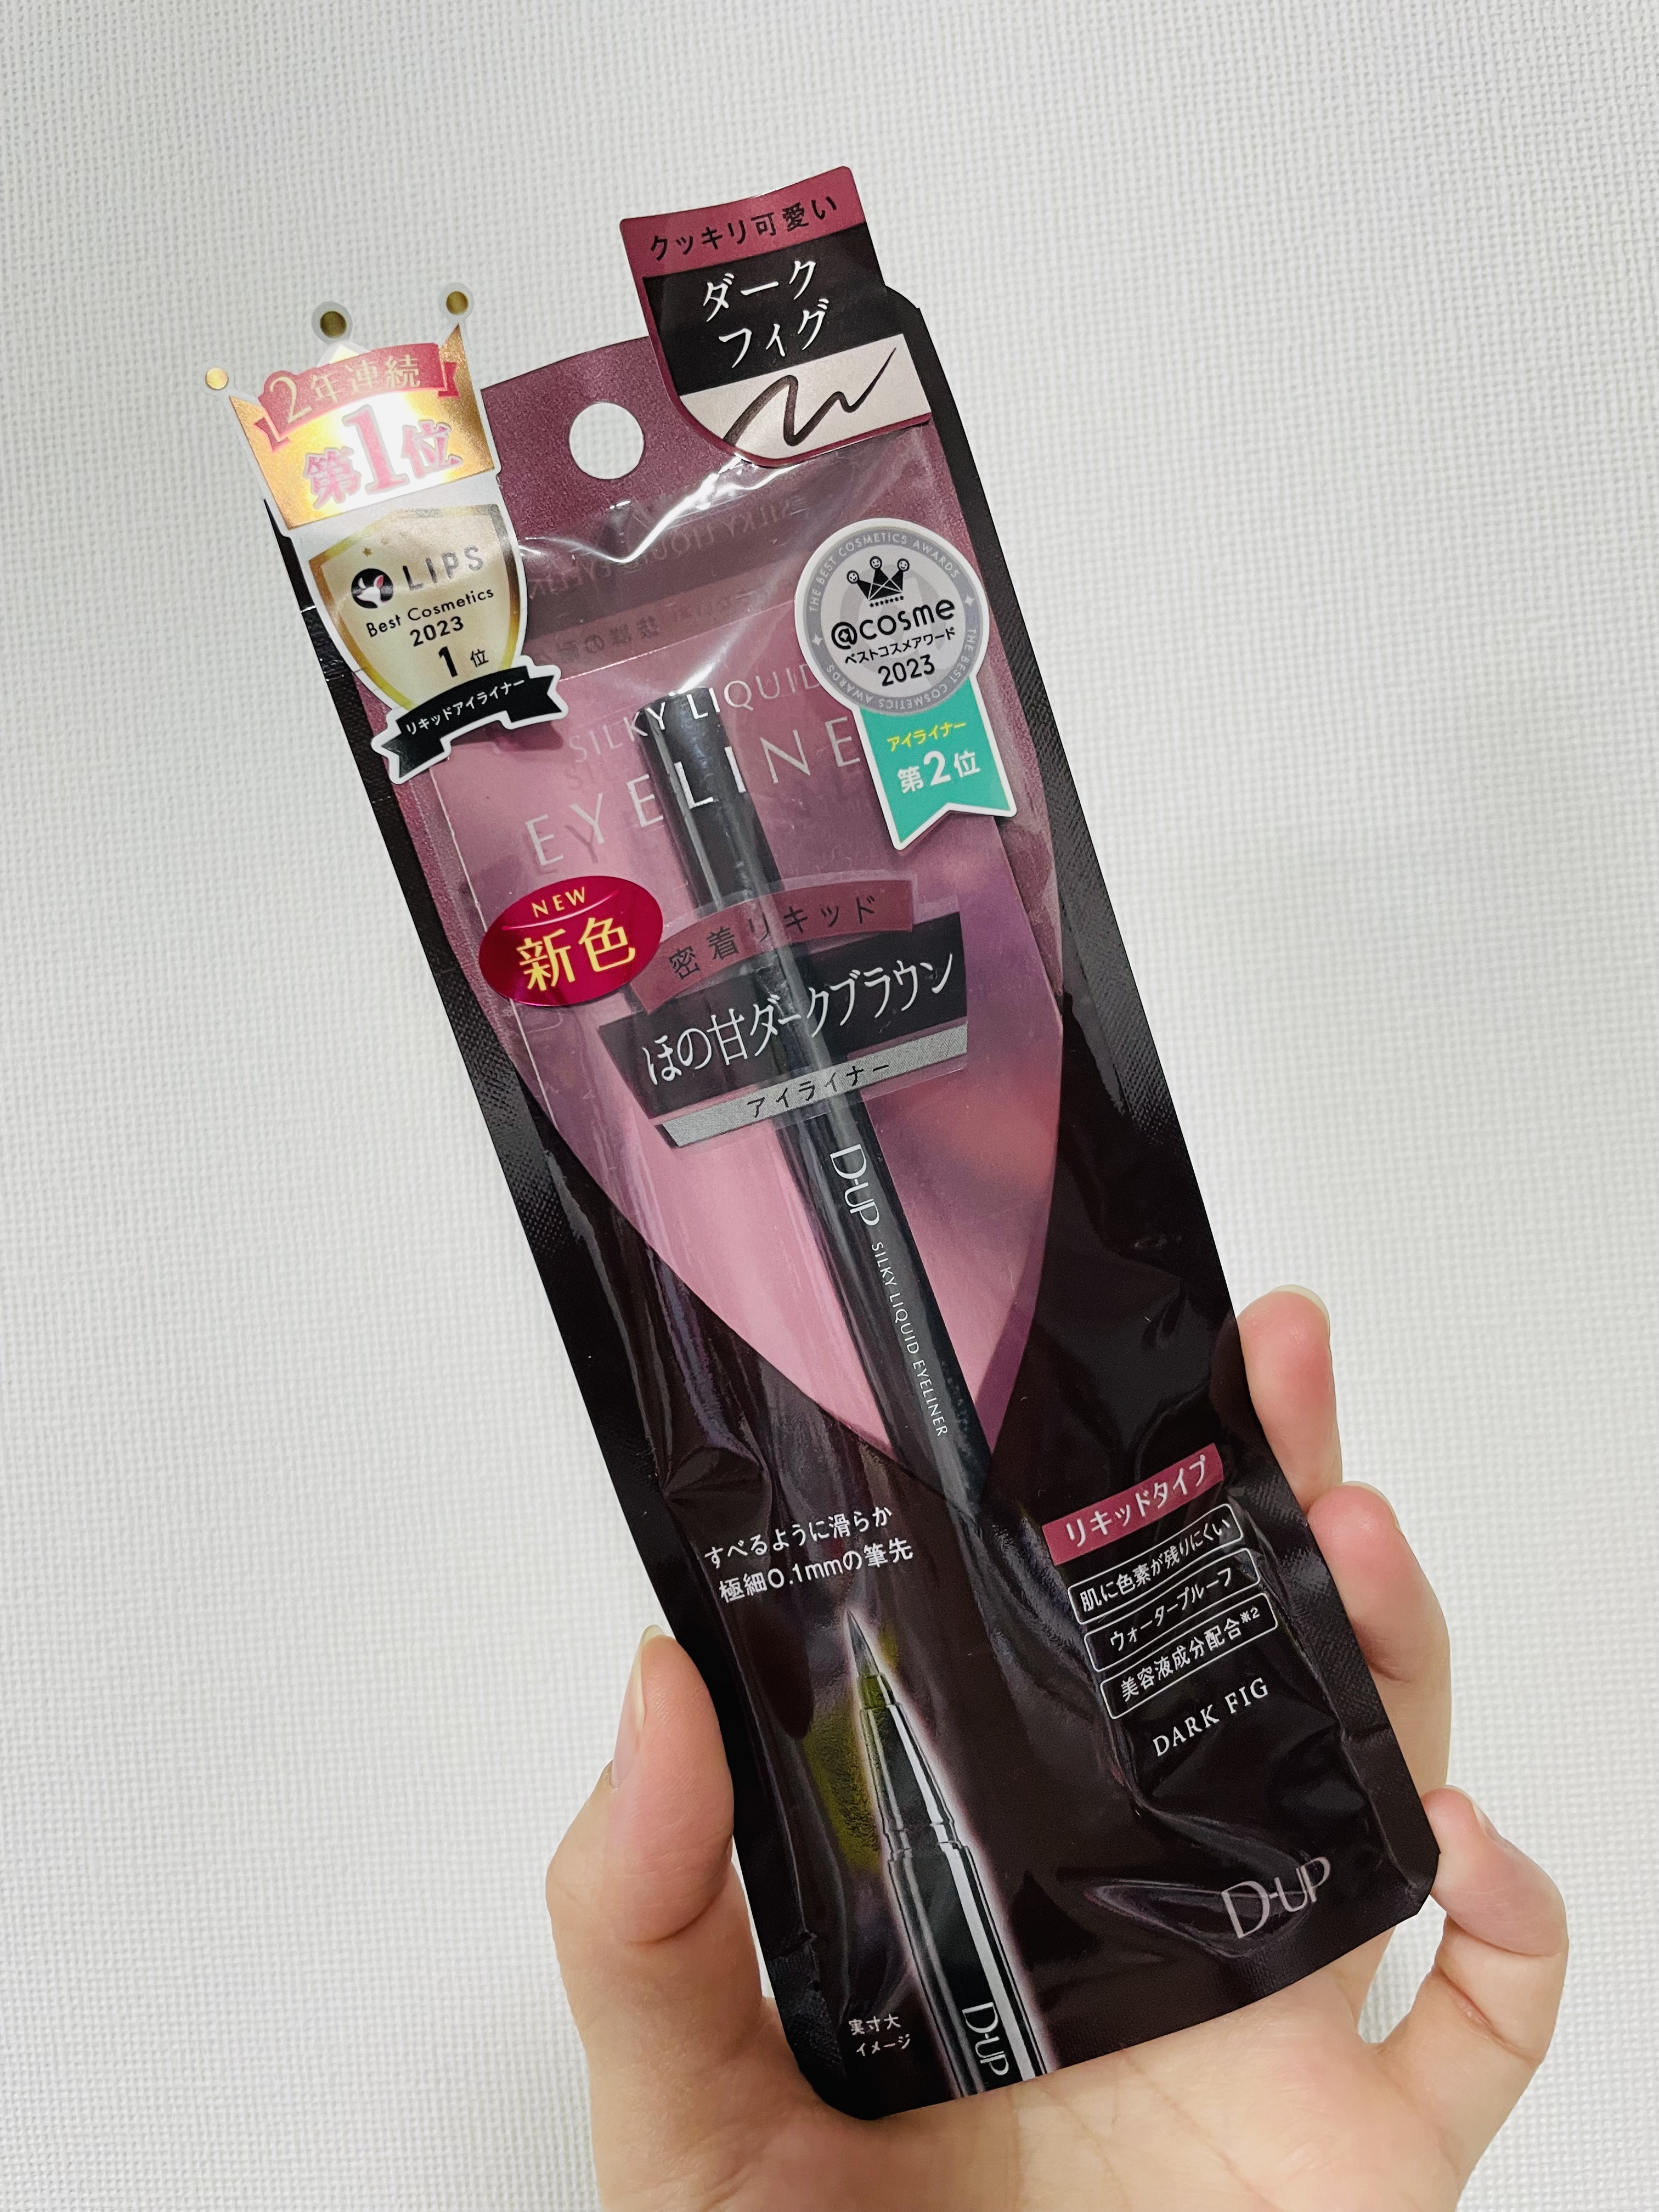 クッキリ可愛い
ダーク
フィグ
2年連続
第1位
LIPS
Best Cosmetics
2023
1位
リキッドアイライナー
THE BEST COSMETICS AWARDS
THE BEST COSMETICS AWARDS
@cosme
ベストコスメアワード
2023
アイライナー
第2位
SILKY LIQUID
EYELINE
NEW
新色
密着リキッド
ほの甘ダークブラウン
アイライナー
D-UP SILKY LIQUID EYELINER
すべるように滑らか
極細0.1mmの筆先
リキッドタイプ
肌に色素が残りにくい
ウォータープルーフ
美容液成分配合※2
DARK FIG
D-UP
実寸大
イメージ
D-UP